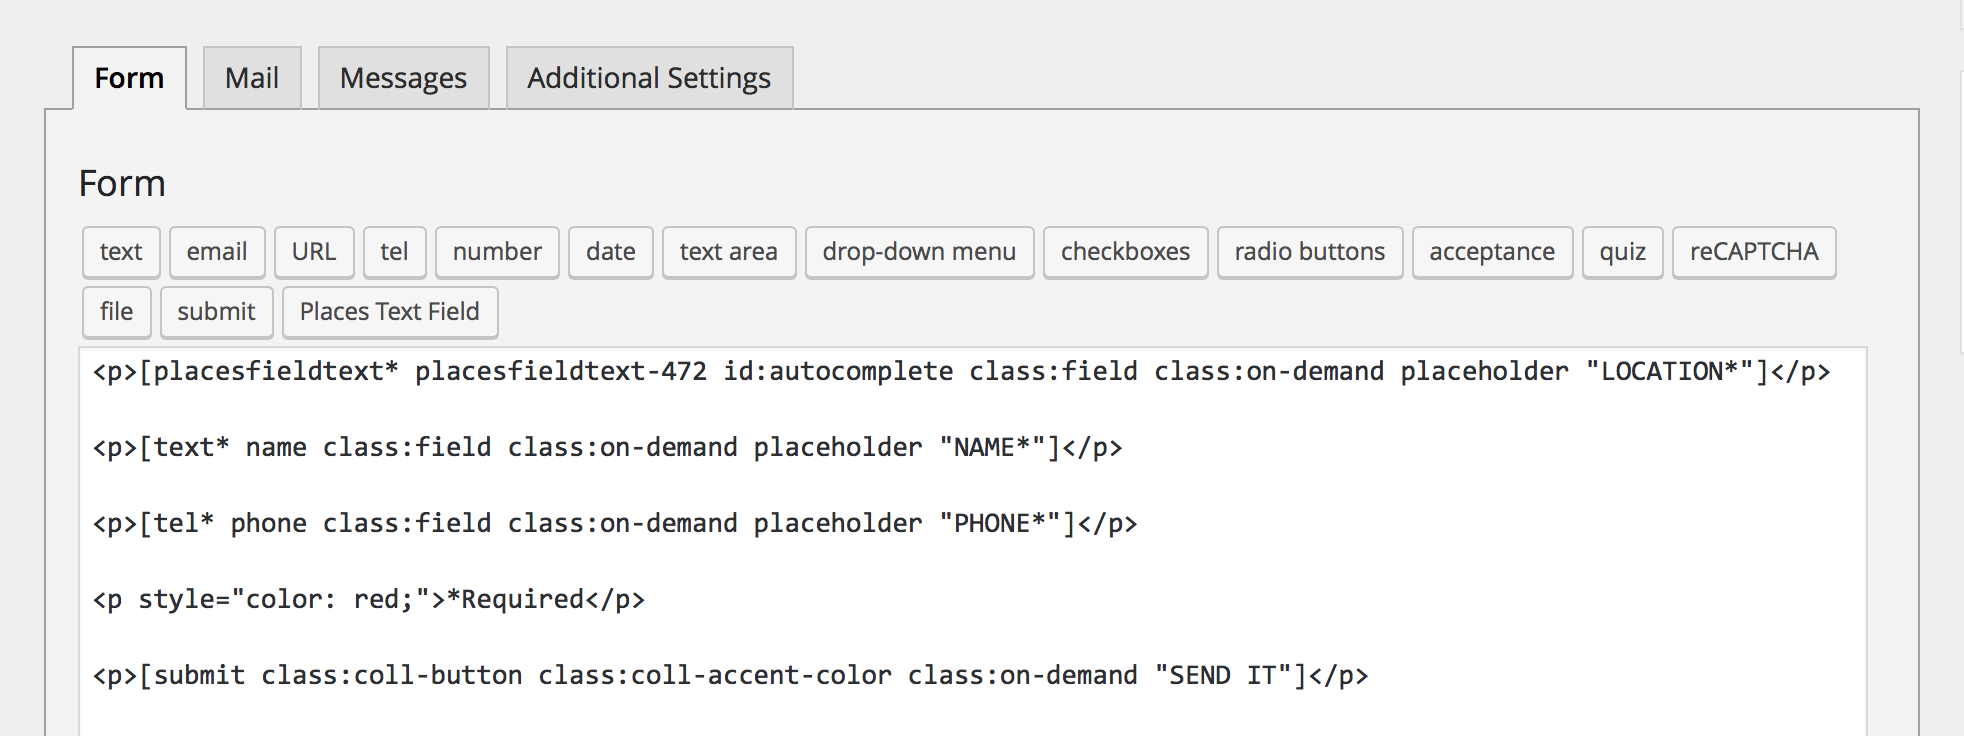 Form Mail Messages Additional Settings
Form
text email URL tel number date text area drop-down menu checkboxes radio buttons acceptance quiz reCAPTCHA
file submit Places Text Field
<p>[placesfieldtext* placesfieldtext-472 id:autocomplete class:field class:on-demand placeholder "LOCATION*"]</p>
<p>[text* name class:field class:on-demand placeholder "NAME*"]</p>
<p>[tel* phone class:field class:on-demand placeholder "PHONE*"]</p>
<p style="color: red;">*Required</p>
<p>[submit class:coll-button class:coll-accent-color class:on-demand "SEND IT"]</p>